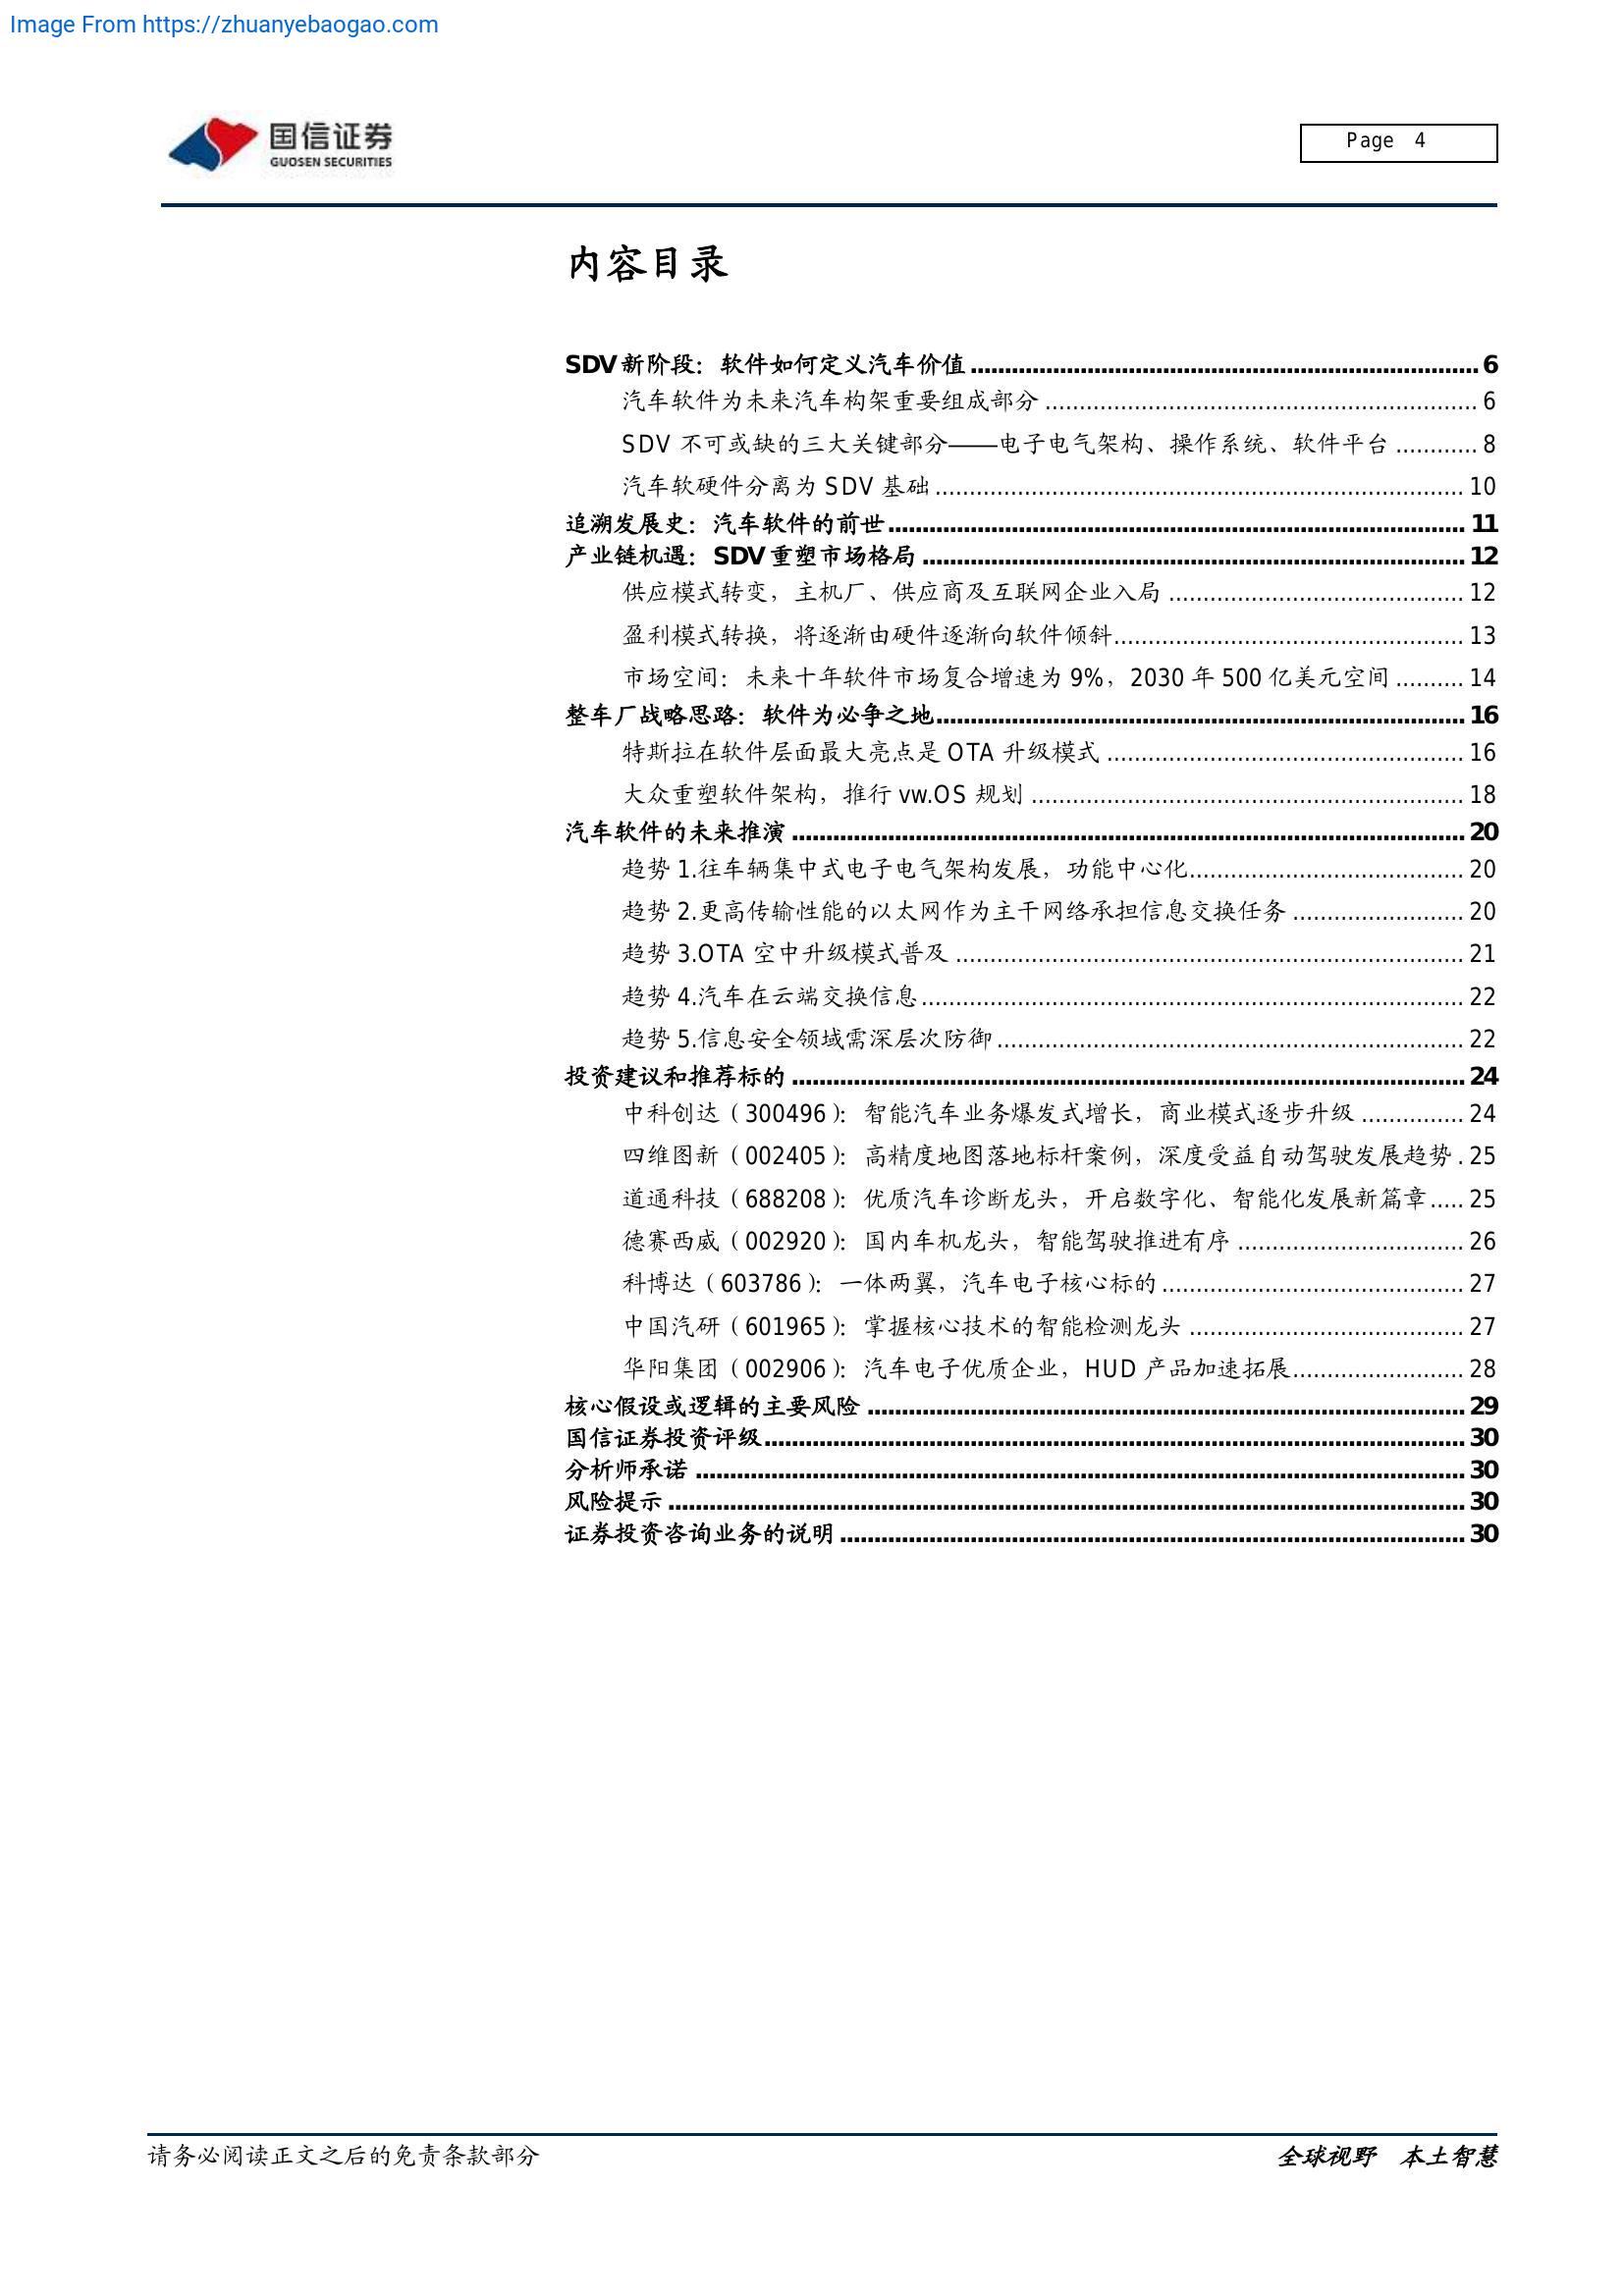 Image From https://zhuanyebaogao.com
国信证券
GUOSEN SECURITIES
Page 4
内容目录
SDV 新阶段：软件如何定义汽车价值 ........................................ 6
汽车软件为未来汽车构架重要组成部分 ........................................ 6
SDV 不可或缺的三大关键部分——电子电气架构、操作系统、软件平台 ............ 8
汽车软硬件分离为 SDV 基础 ........................................ 10
追溯发展史：汽车软件的前世 ........................................ 11
产业链机遇：SDV 重塑市场格局 ........................................ 12
供应模式转变，主机厂、供应商及互联网企业入局 ........................................ 12
盈利模式转换，将逐渐由硬件逐渐向软件倾斜 ........................................ 13
市场空间：未来十年软件市场复合增速为 9%，2030 年 500 亿美元空间 .......... 14
整车厂战略思路：软件为必争之地 ........................................ 16
特斯拉在软件层面最大亮点是 OTA 升级模式 ........................................ 16
大众重塑软件架构，推行 vw.OS 规划 ........................................ 18
汽车软件的未来推演 ........................................ 20
趋势 1.往车辆集中式电子电气架构发展，功能中心化 ........................................ 20
趋势 2.更高传输性能的以太网作为主干网络承担信息交换任务 ......................... 20
趋势 3.OTA 空中升级模式普及 ........................................ 21
趋势 4.汽车在云端交换信息 ........................................ 22
趋势 5.信息安全领域需深层次防御 ........................................ 22
投资建议和推荐标的 ........................................ 24
中科创达（300496）：智能汽车业务爆发式增长，商业模式逐步升级 ............... 24
四维图新（002405）：高精度地图落地标杆案例，深度受益自动驾驶发展趋势 . 25
道通科技（688208）：优质汽车诊断龙头，开启数字化、智能化发展新篇章 ..... 25
德赛西威（002920）：国内车机龙头，智能驾驶推进有序 ................................. 26
科博达（603786）：一体两翼，汽车电子核心标的 ........................................ 27
中国汽研（601965）：掌握核心技术的智能检测龙头 ........................................ 27
华阳集团（002906）：汽车电子优质企业，HUD 产品加速拓展 ......................... 28
核心假设或逻辑的主要风险 ........................................ 29
国信证券投资评级 ........................................ 30
分析师承诺 ........................................ 30
风险提示 ........................................ 30
证券投资咨询业务的说明 ........................................ 30
请务必阅读正文之后的免责条款部分
全球视野 本土智慧